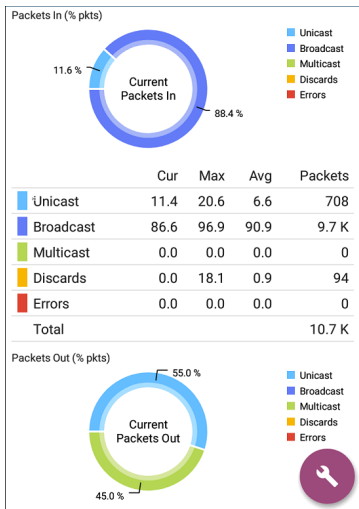 Packets In (% pkts)
Unicast
Broadcast
Multicast
Discards
Errors
11.6 %
Current
Packets In
88.4 %
Cur Max Avg Packets
Unicast 11.4 20.6 6.6 708
Broadcast 86.6 96.9 90.9 9.7 K
Multicast 0.0 0.0 0.0 0
Discards 0.0 18.1 0.9 94
Errors 0.0 0.0 0.0 0
Total 10.7 K
Packets Out (% pkts)
55.0 %
Unicast
Broadcast
Multicast
Discards
Errors
Current
Packets Out
45.0 %